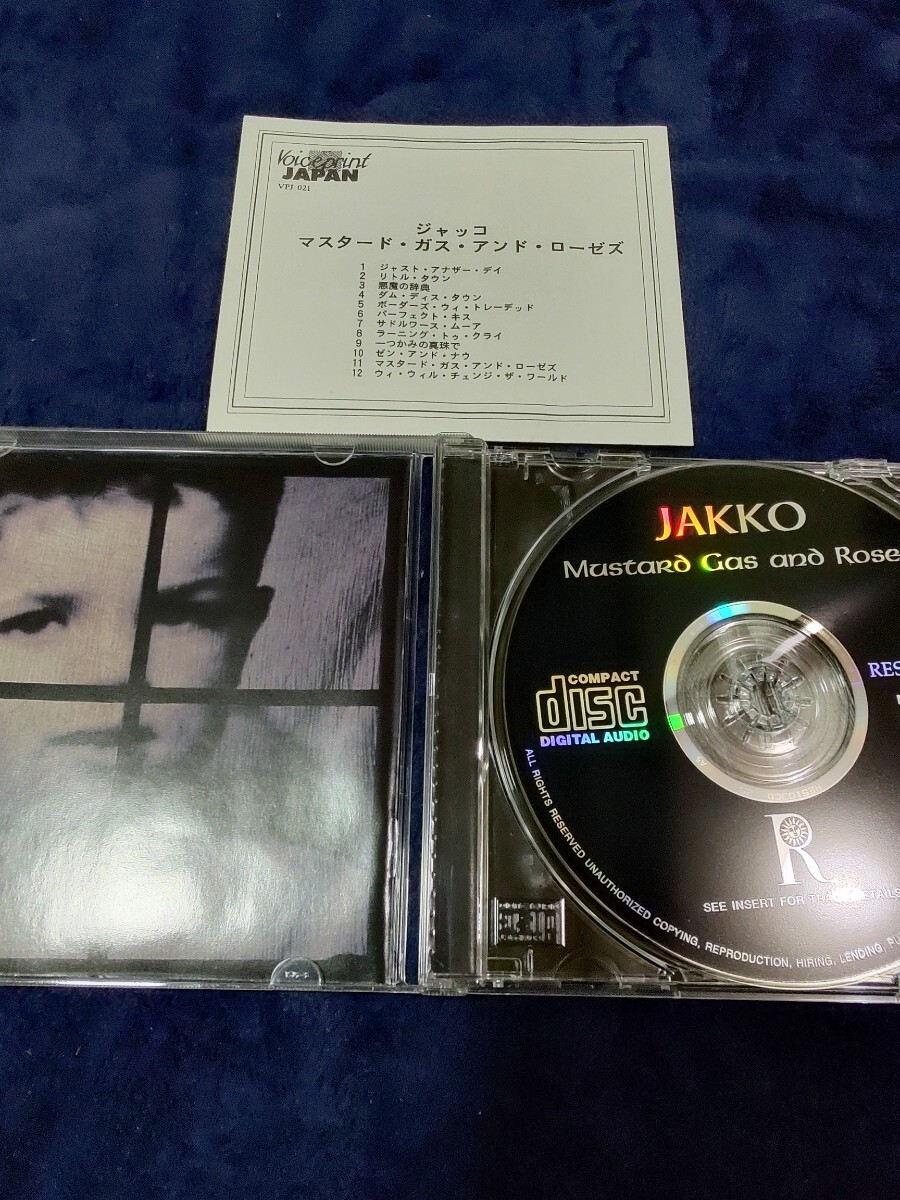 Voiceprint
JAPAN
VPJ 021
ジャッコ
マスタード・ガス・アンド・ローゼズ
1 ジャスト・アナザー・デイ
2 リトル・タウン
3 悪魔の辞典
4 ダム・ディス・タウン
5 ボーダーズ・ウィ・トレーデッド
6 パーフェクト・キス
7 サドルワース・ムーア
8 ラーニング・トゥ・クライ
9 一つかみの真珠で
10 ゼン・アンド・ナウ
11 マスタード・ガス・アンド・ローゼズ
12 ウィ・ウィル・チェンジ・ザ・ワールド
JAKKO
Mustard Gas and Rose
RES
COMPACT
disc
DIGITAL AUDIO
R
SEE INSERT FOR TRACK DETAILS
ALL RIGHTS RESERVED UNAUTHORIZED COPYING, REPRODUCTION, HIRING, LENDING, PU